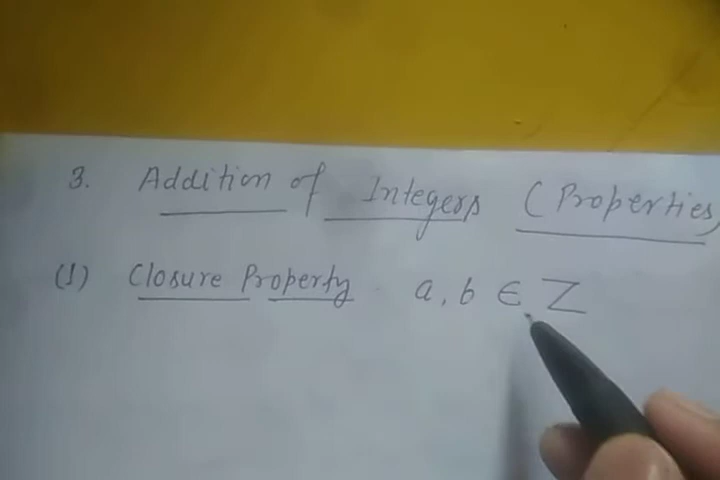 3. Addition of Integers (Properties)
(1) Closure Property a, b ∈ Z